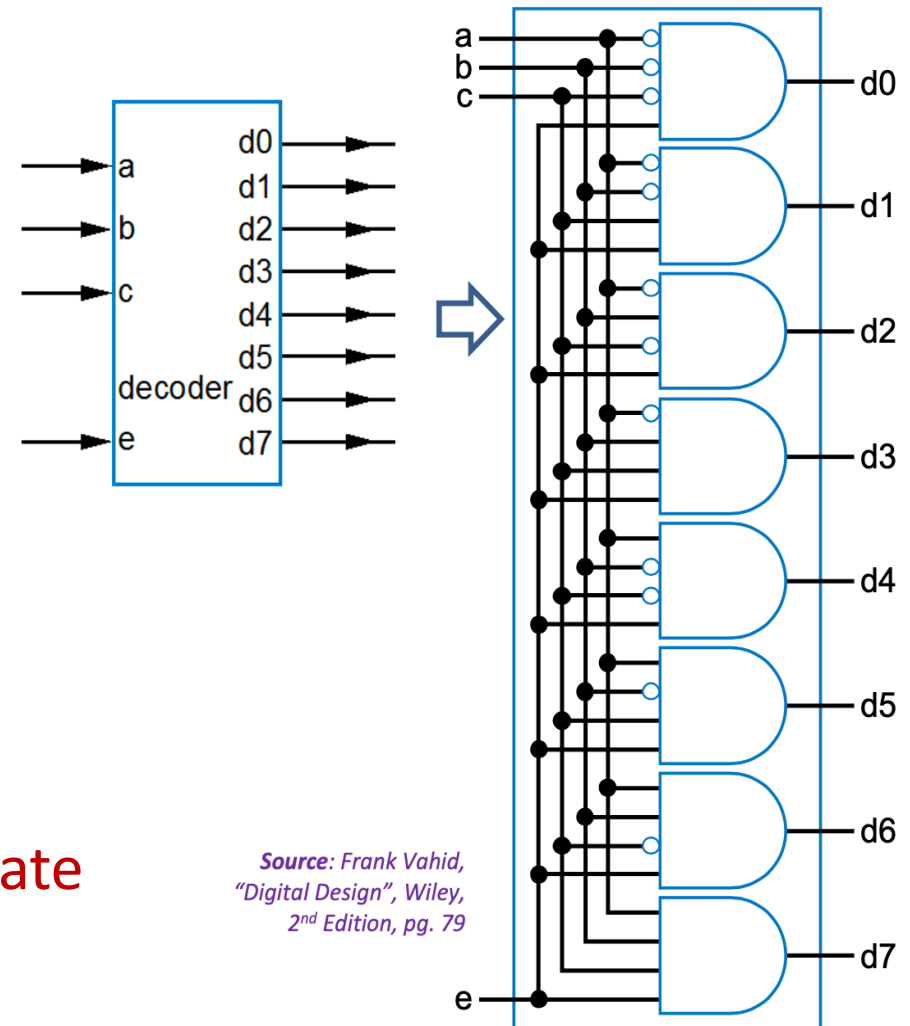 a
b
c
e
decoder
d0
d1
d2
d3
d4
d5
d6
d7
a
b
c
e
d0
d1
d2
d3
d4
d5
d6
d7
ate
Source: Frank Vahid,
"Digital Design", Wiley,
2nd Edition, pg. 79